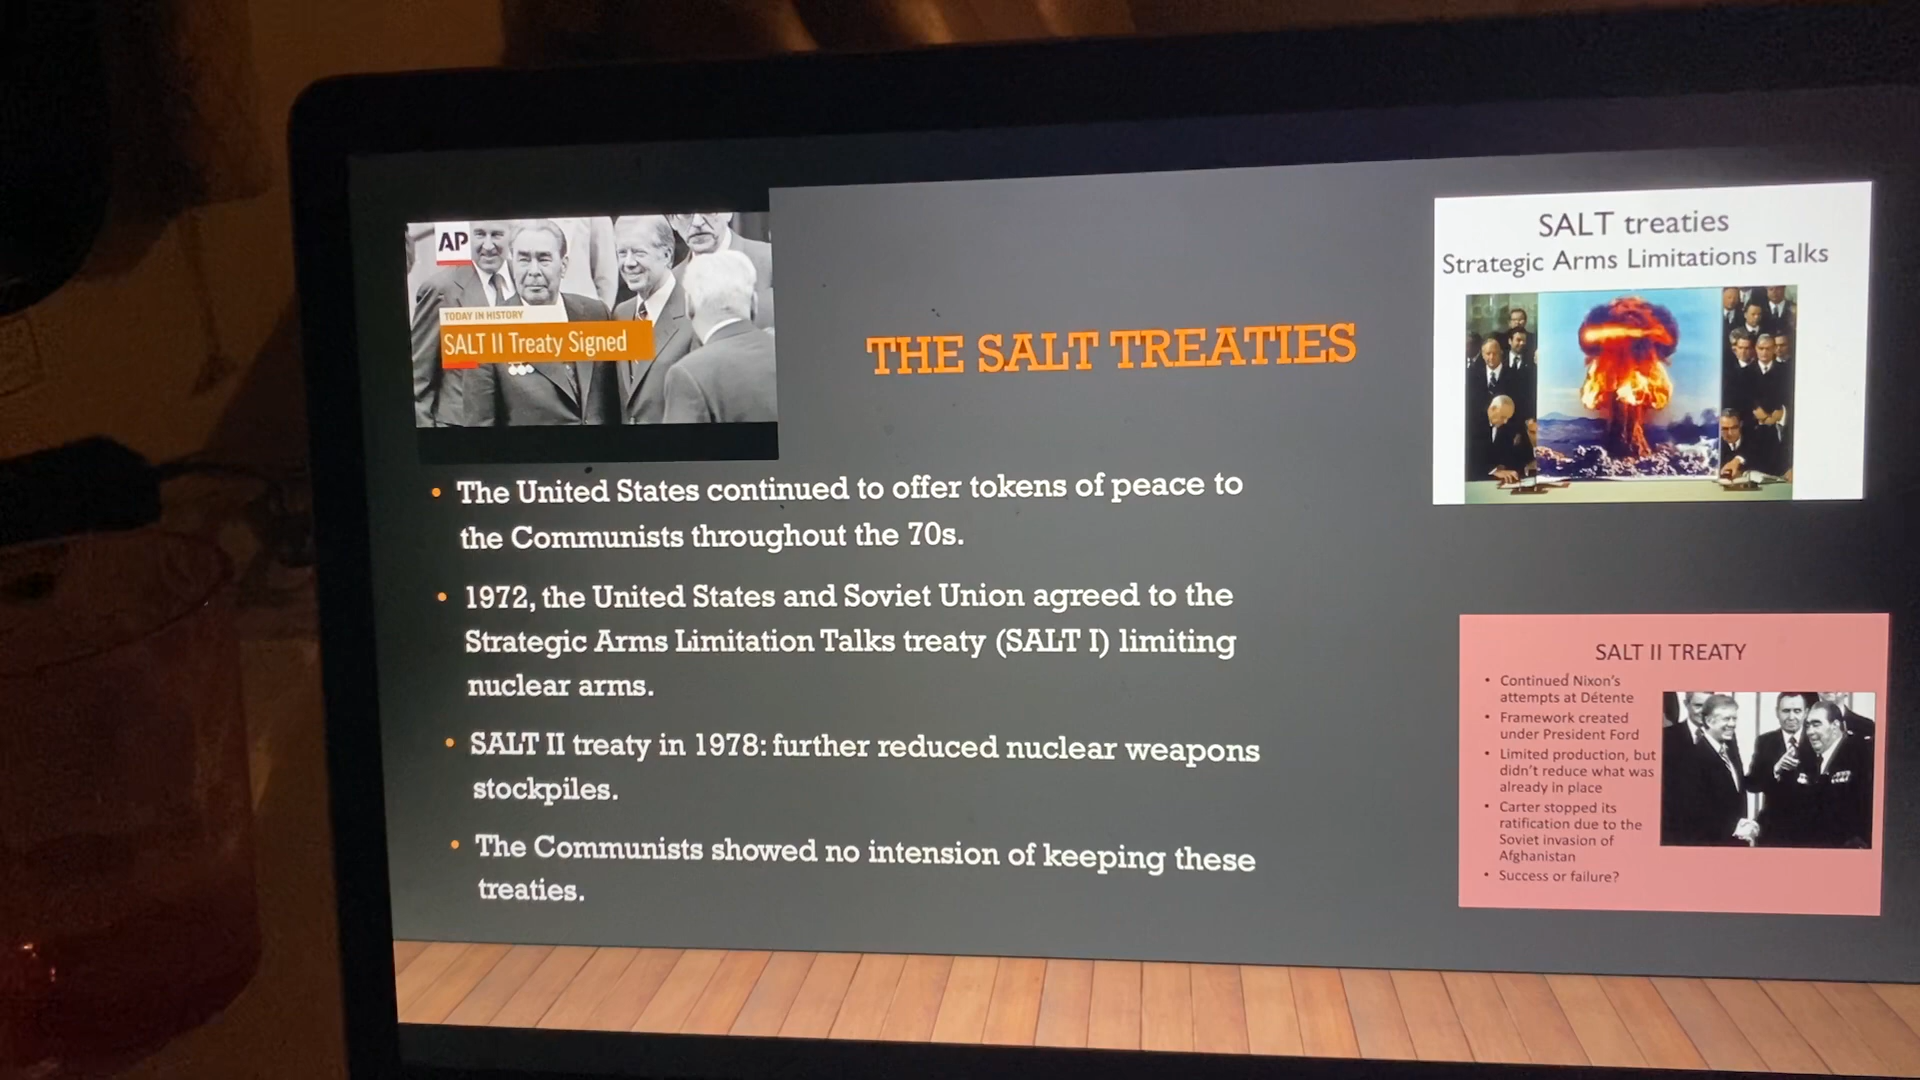 AP
TODAY IN HISTORY
SALT II Treaty Signed
THE SALT TREATIES
SALT treaties
Strategic Arms Limitations Talks
• The United States continued to offer tokens of peace to
the Communists throughout the 70s.
• 1972, the United States and Soviet Union agreed to the
Strategic Arms Limitation Talks treaty (SALT I) limiting
nuclear arms.
• SALT II treaty in 1978: further reduced nuclear weapons
stockpiles.
• The Communists showed no intension of keeping these
treaties.
SALT II TREATY
• Continued Nixon's
attempts at Détente
• Framework created
under President Ford
• Limited production, but
didn't reduce what was
already in place
• Carter stopped its
ratification due to the
Soviet invasion of
Afghanistan
• Success or failure?